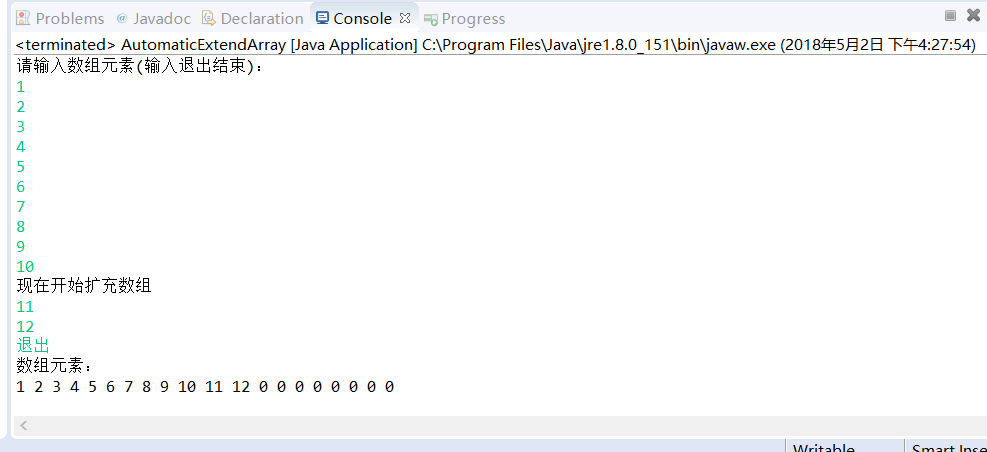 Problems @ Javadoc Declaration Console Progress
<terminated> AutomaticExtendArray [Java Application] C:\Program Files\Java\jre1.8.0_151\bin\javaw.exe (2018年5月2日 下午4:27:54)
请输入数组元素(输入退出结束):
1
2
3
4
5
6
7
8
9
10
现在开始扩充数组
11
12
退出
数组元素:
1 2 3 4 5 6 7 8 9 10 11 12 0 0 0 0 0 0 0 0
Writable Smart Inse